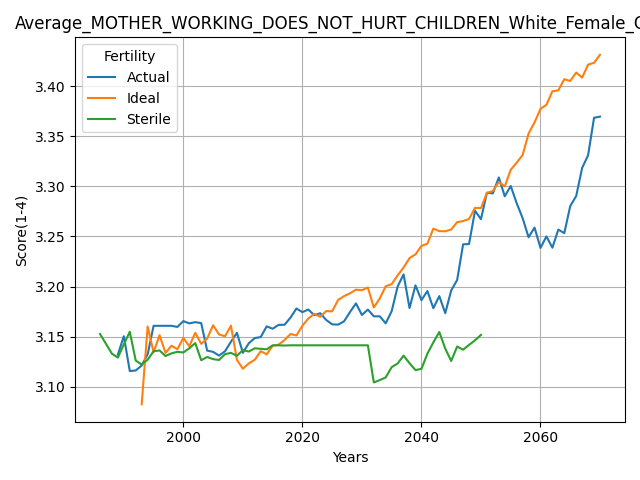 Average_MOTHER_WORKING_DOES_NOT_HURT_CHILDREN_White_Female_
Fertility
Actual
Ideal
Sterile
Score(1-4)
3.40
3.35
3.30
3.25
3.20
3.15
3.10
2000
2020
2040
2060
Years